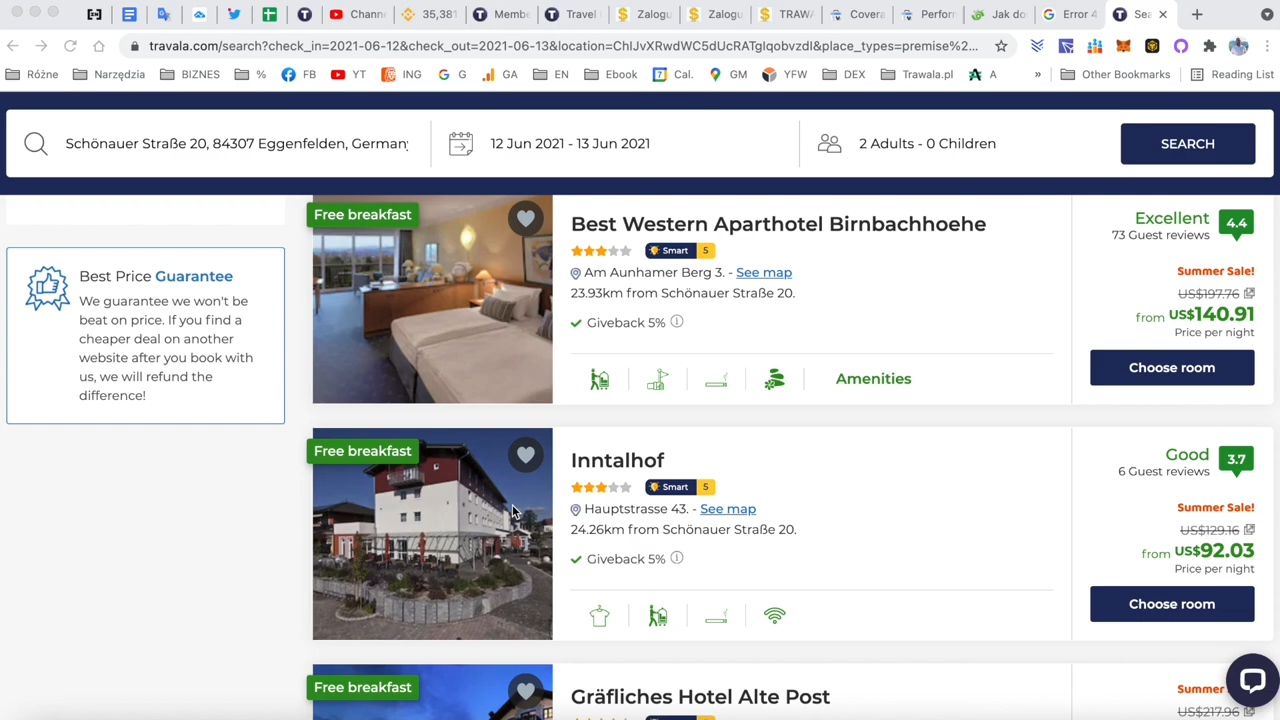 Chann
35,381
Membe
Travel
Zalogu
Zalogu
TRAWA
Covera
Perforn
Jak do
Error 4
Sea
travala.com/search?check_in=2021-06-12&check_out=2021-06-13&location=ChIJvXRwdWC5dUcRATglqobvzdI&place_types=premise%2...
Różne
Narzędzia
BIZNES
%
FB
YT
ING
G
GA
EN
Ebook
Cal.
GM
YFW
DEX
Trawala.pl
A
»
Other Bookmarks
Reading List
Schönauer Straße 20, 84307 Eggenfelden, German
12 Jun 2021 - 13 Jun 2021
2 Adults - 0 Children
SEARCH
Best Price Guarantee
We guarantee we won't be
beat on price. If you find a
cheaper deal on another
website after you book with
us, we will refund the
difference!
Free breakfast
Best Western Aparthotel Birnbachhoehe
Smart 5
Am Aunhamer Berg 3. - See map
23.93km from Schönauer Straße 20.
Giveback 5%
Amenities
Excellent 4.4
73 Guest reviews
Summer Sale!
US$197.76
from US$140.91
Price per night
Choose room
Free breakfast
Inntalhof
Smart 5
Hauptstrasse 43. - See map
24.26km from Schönauer Straße 20.
Giveback 5%
Good 3.7
6 Guest reviews
Summer Sale!
US$129.16
from US$92.03
Price per night
Choose room
Free breakfast
Gräfliches Hotel Alte Post
Summer
US$217.96